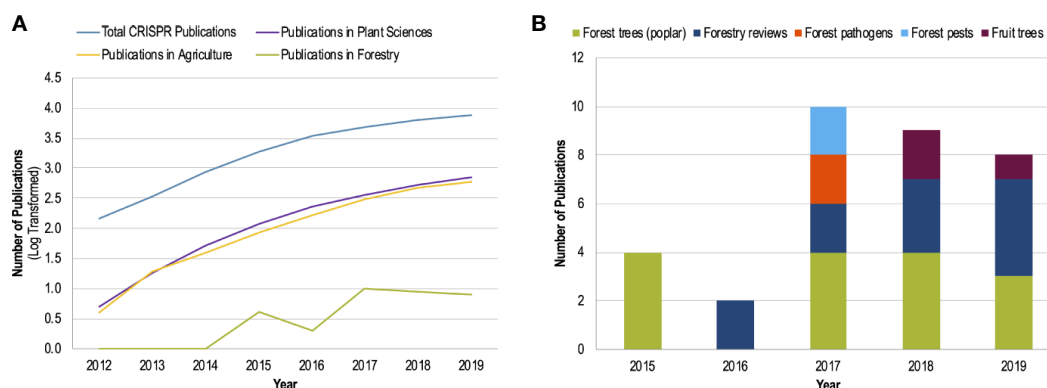 A
Total CRISPR Publications
Publications in Plant Sciences
Publications in Agriculture
Publications in Forestry
Number of Publications
(Log Transformed)
4.5
4.0
3.5
3.0
2.5
2.0
1.5
1.0
0.5
0.0
2012 2013 2014 2015 2016 2017 2018 2019
Year
B
Forest trees (poplar) Forestry reviews Forest pathogens Forest pests Fruit trees
Number of Publications
12
10
8
6
4
2
0
2015 2016 2017 2018 2019
Year